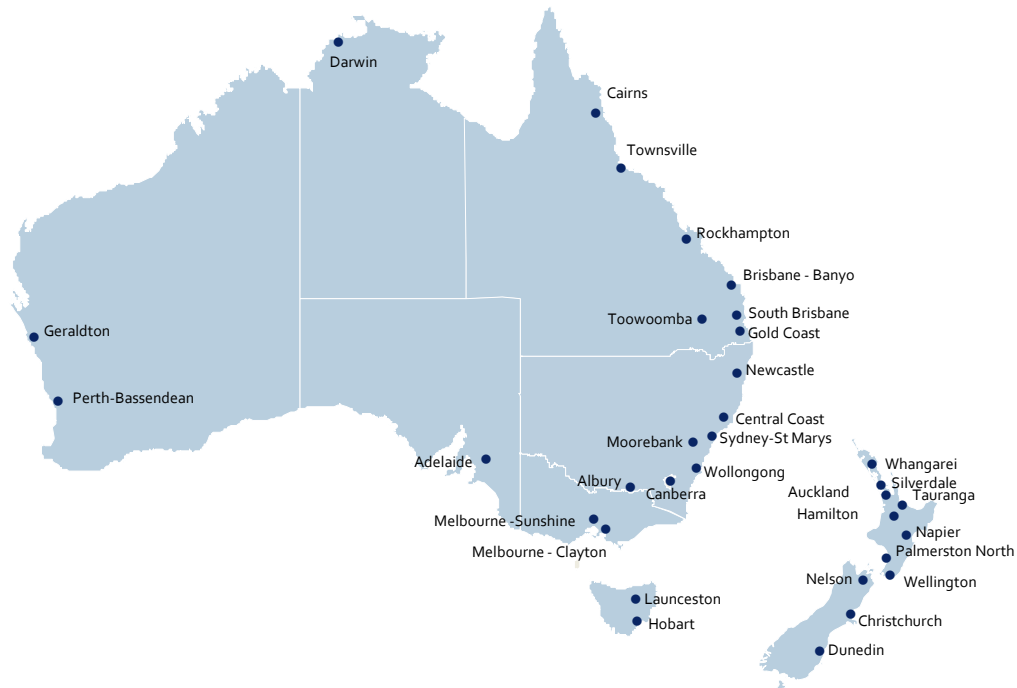 Darwin
Cairns
Townsville
Rockhampton
Brisbane - Banyo
South Brisbane
Toowoomba
Gold Coast
Geraldton
Newcastle
Perth-Bassendean
Central Coast
Sydney-St Marys
Moorebank
Adelaide
Wollongong
Albury
Canberra
Whangarei
Silverdale
Auckland
Tauranga
Hamilton
Melbourne -Sunshine
Napier
Melbourne - Clayton
Palmerston North
Nelson
Wellington
Launceston
Hobart
Christchurch
Dunedin